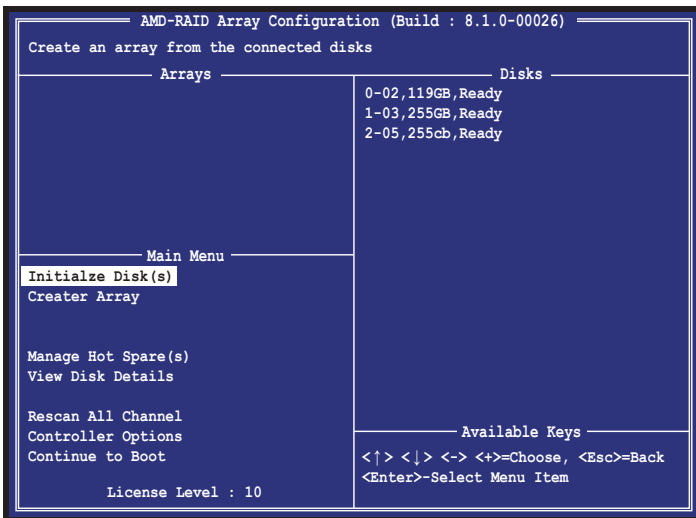 AMD-RAID Array Configuration (Build : 8.1.0-00026)
Create an array from the connected disks
Arrays
Main Menu
Initialze Disk(s)
Creater Array
Manage Hot Spare(s)
View Disk Details
Rescan All Channel
Controller Options
Continue to Boot
License Level : 10
Disks
0-02,119GB,Ready
1-03,255GB,Ready
2-05,255cb,Ready
Available Keys
<↑> <↓> <-> <+>=Choose, <Esc>=Back
<Enter>-Select Menu Item